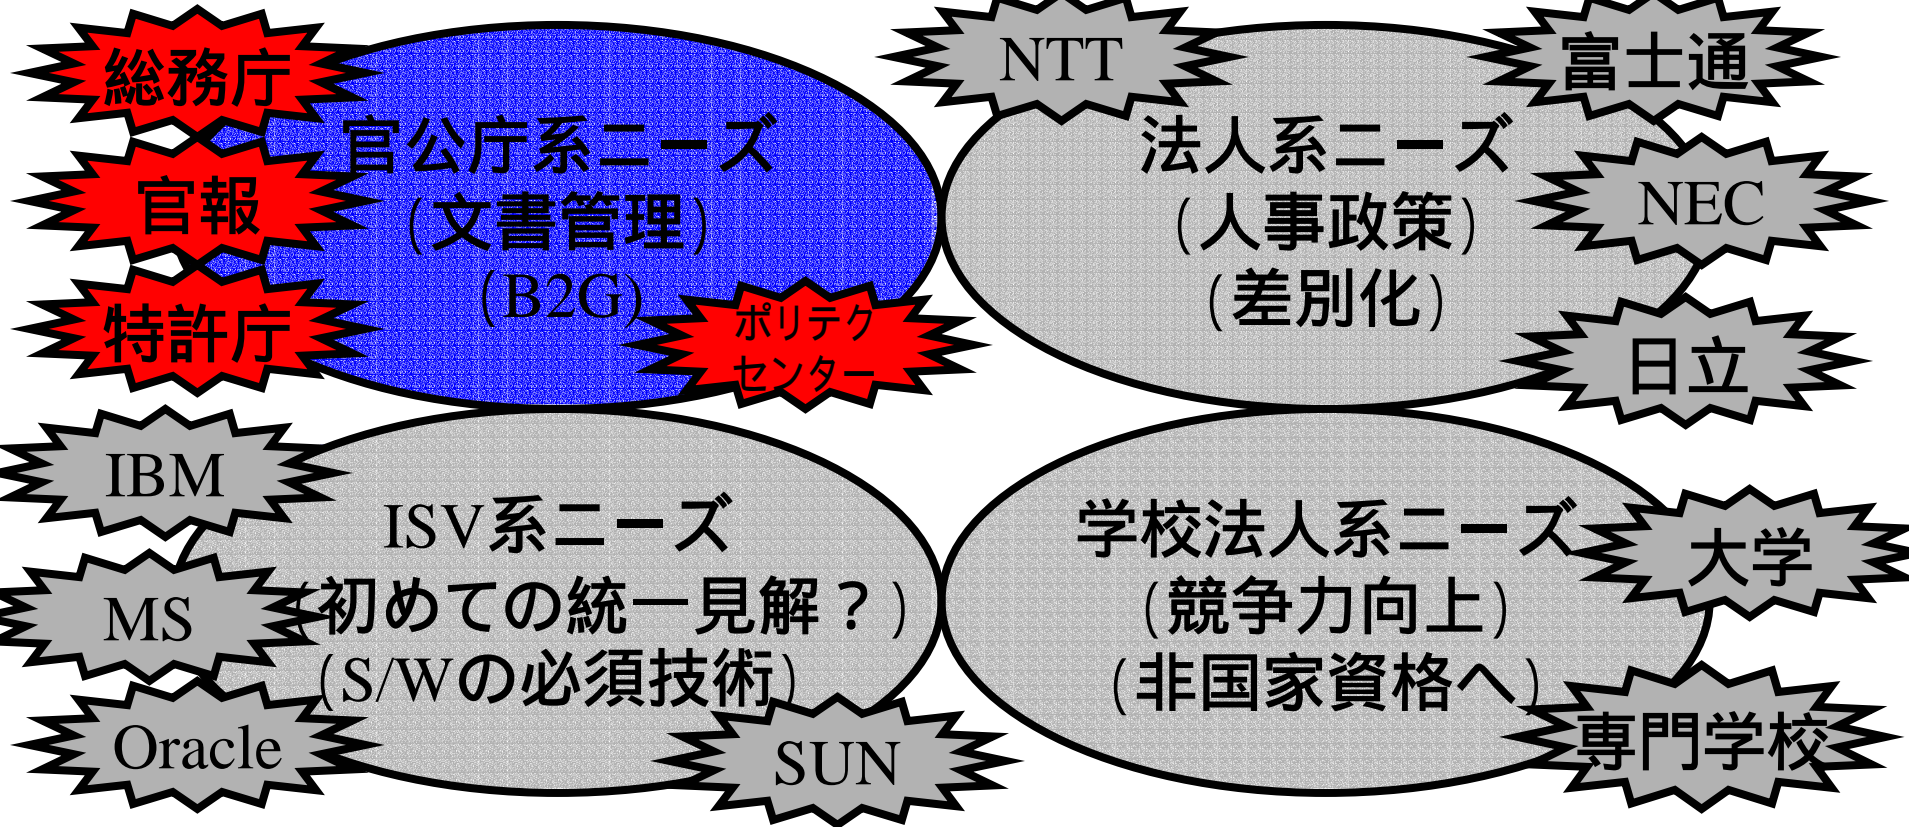 総務庁
官報
特許庁
官公庁系ニーズ
(文書管理)
(B2G)
ポリテク
センター
NTT
富士通
NEC
日立
法人系ニーズ
(人事政策)
(差別化)
IBM
MS
Oracle
SUN
ISV系ニーズ
(初めての統一見解？)
(S/Wの必須技術)
学校法人系ニーズ
(競争力向上)
(非国家資格へ)
大学
専門学校